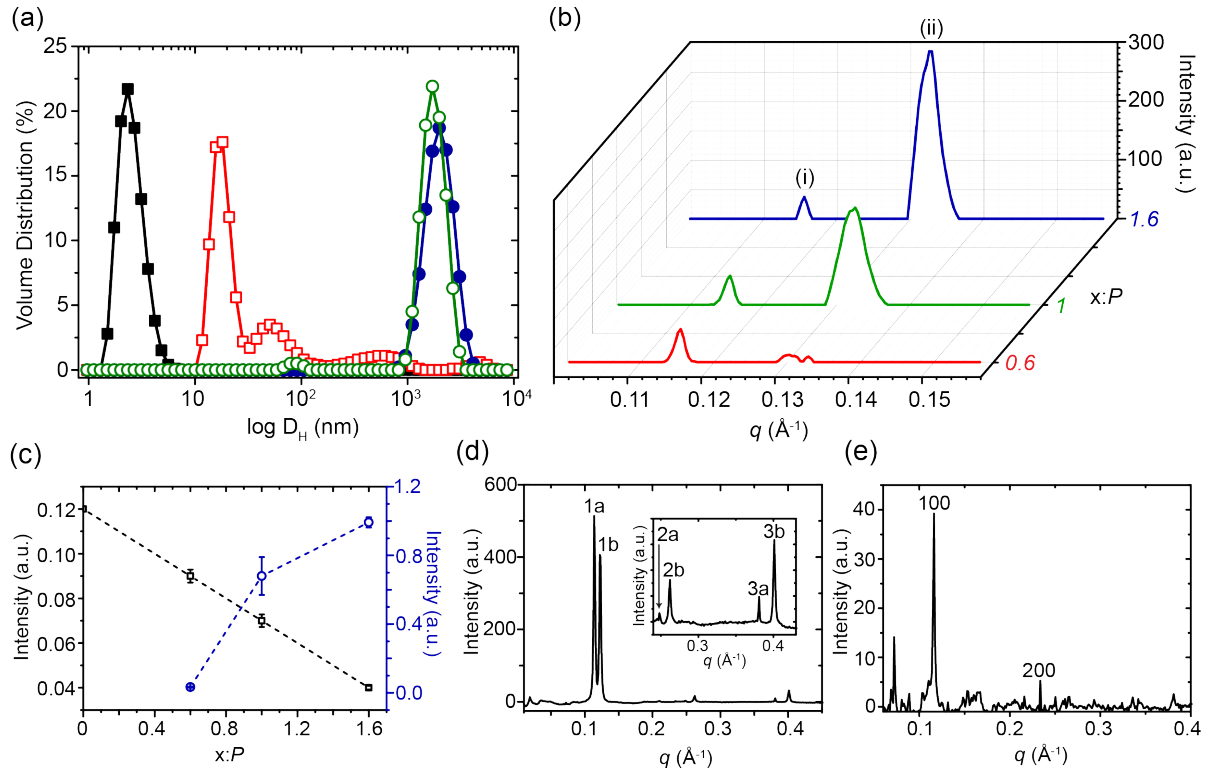 (a)
25
20
15
10
5
0
Volume Distribution (%)
1
10
10²
10³
10⁴
log D_H (nm)
(b)
(i)
(ii)
300
200
100
Intensity (a.u.)
1.6
1
0.6
x:P
0.11
0.12
0.13
0.14
0.15
q (Å⁻¹)
(c)
0.12
0.10
0.08
0.06
0.04
Intensity (a.u.)
1.2
0.8
0.4
0.0
Intensity (a.u.)
0.0
0.4
0.8
1.2
1.6
x:P
(d)
600
400
200
0
Intensity (a.u.)
1a
1b
2a
2b
3a
3b
Intensity (a.u.)
0.3
0.4
q (Å⁻¹)
0.1
0.2
0.3
0.4
q (Å⁻¹)
(e)
40
30
20
10
0
Intensity (a.u.)
100
200
0.1
0.2
0.3
0.4
q (Å⁻¹)